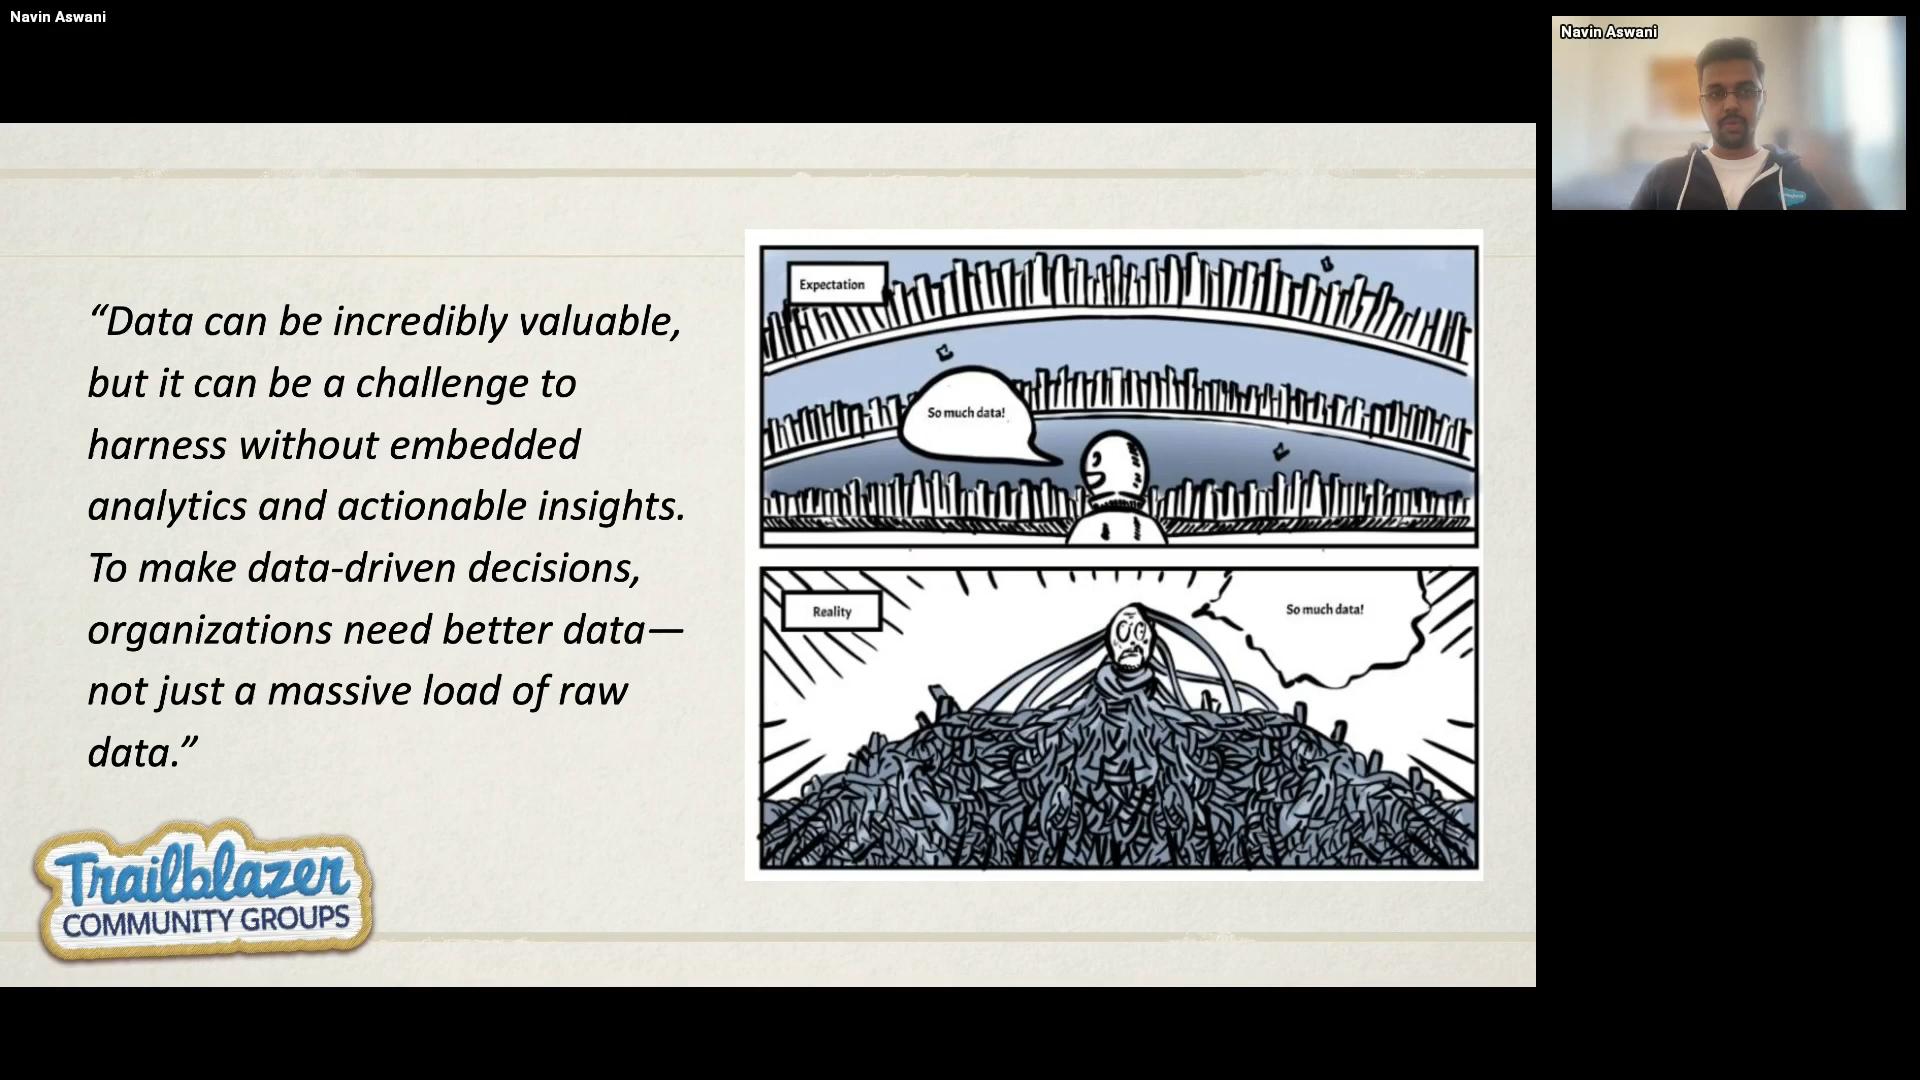 Navin Aswani
Navin Aswani
“Data can be incredibly valuable,
but it can be a challenge to
harness without embedded
analytics and actionable insights.
To make data-driven decisions,
organizations need better data—
not just a massive load of raw
data.”
Expectation
So much data!
Reality
So much data!
Trailblazer
COMMUNITY GROUPS